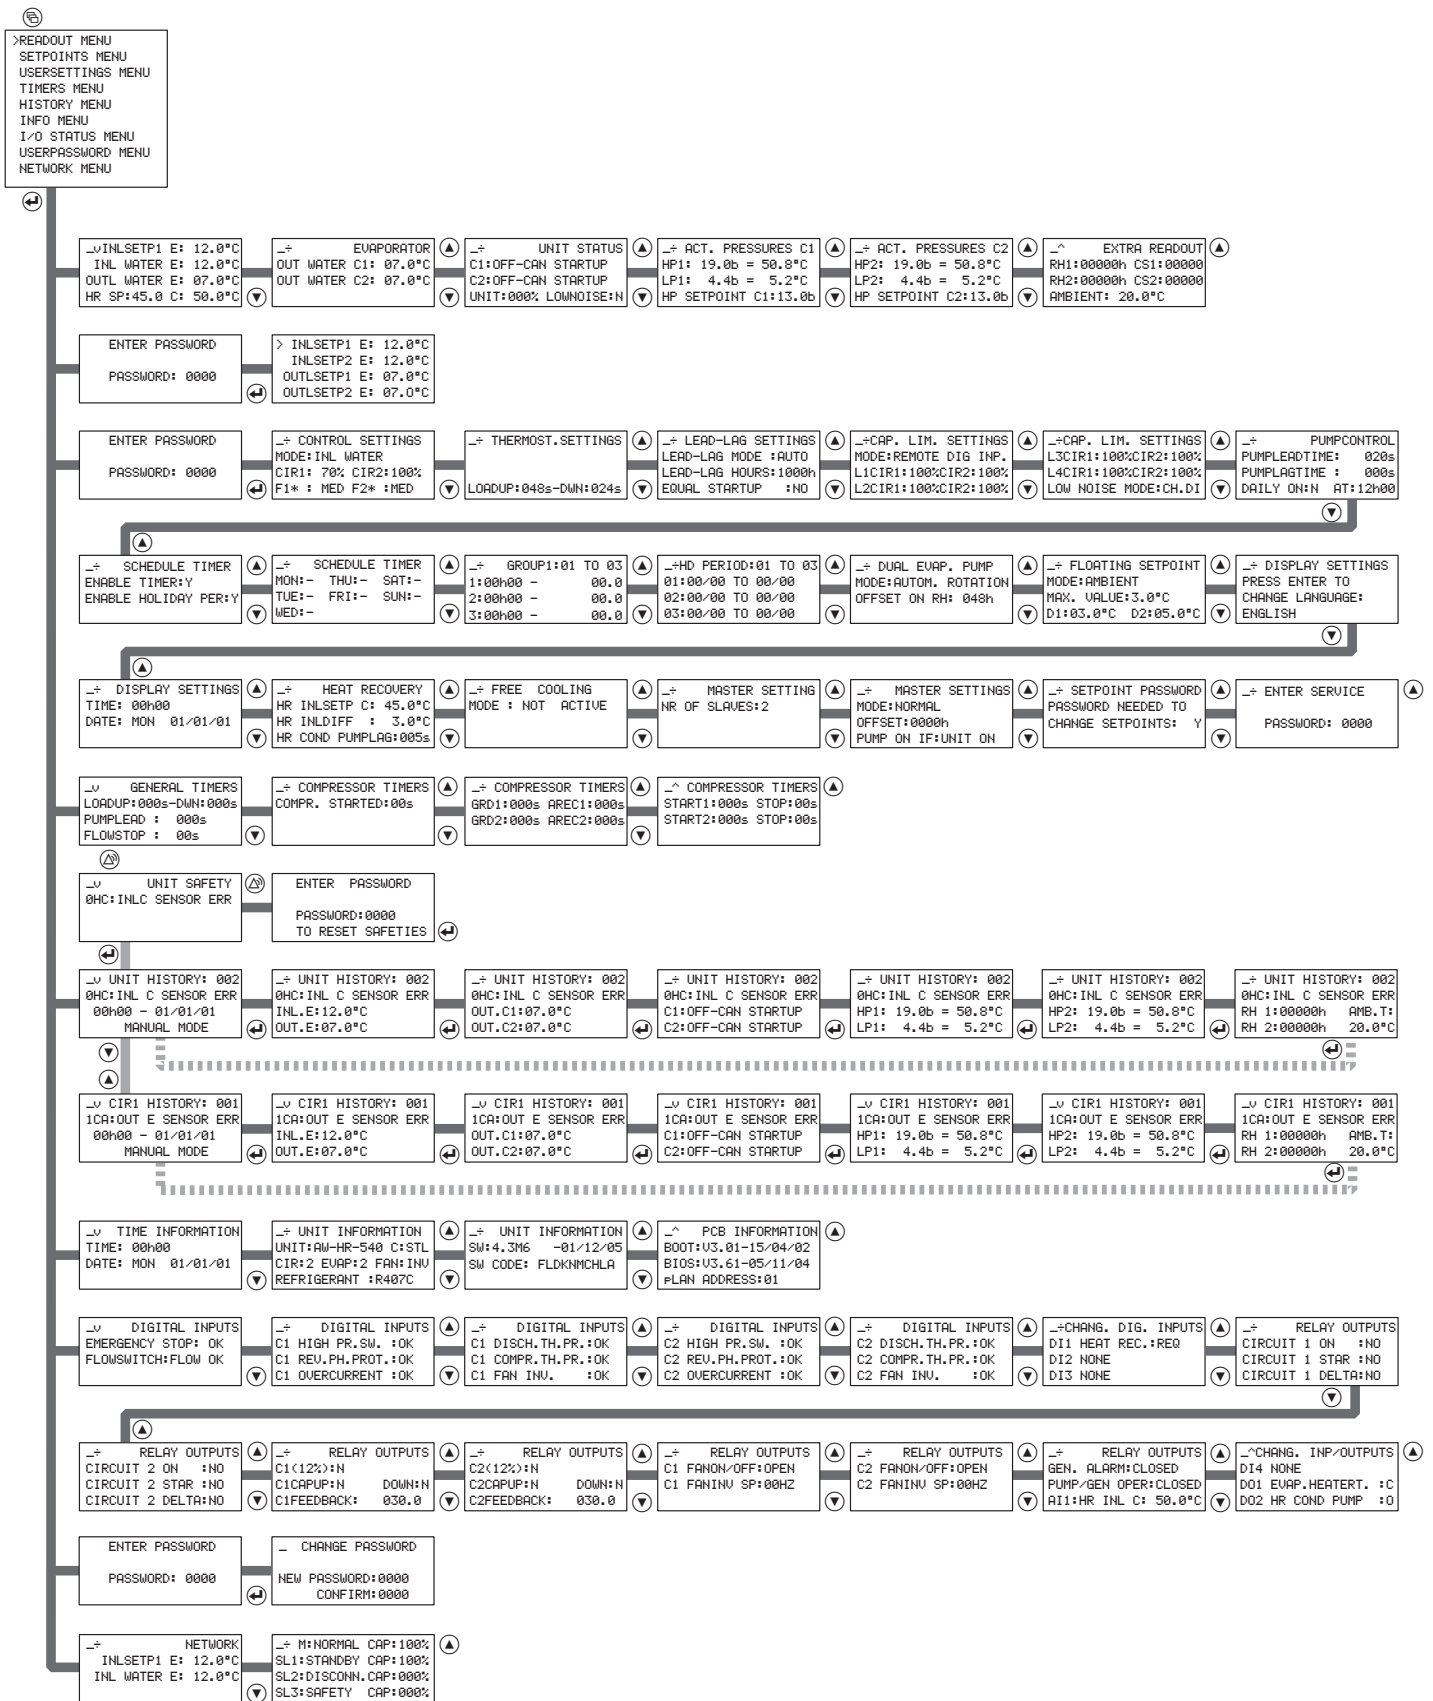 >READOUT MENU
SETPOINTS MENU
USERSETTINGS MENU
TIMERS MENU
HISTORY MENU
INFO MENU
I/O STATUS MENU
USERPASSWORD MENU
NETWORK MENU
_vINLSETP1 E: 12.0°C
INL WATER E: 12.0°C
OUTL WATER E: 07.0°C
HR SP:45.0 C: 50.0°C
_÷ EVAPORATOR
OUT WATER C1: 07.0°C
OUT WATER C2: 07.0°C
_÷ UNIT STATUS
C1:OFF-CAN STARTUP
C2:OFF-CAN STARTUP
UNIT:000% LOWNOISE:N
_÷ ACT. PRESSURES C1
HP1: 19.0b = 50.8°C
LP1: 4.4b = 5.2°C
HP SETPOINT C1:13.0b
_÷ ACT. PRESSURES C2
HP2: 19.0b = 50.8°C
LP2: 4.4b = 5.2°C
HP SETPOINT C2:13.0b
_^ EXTRA READOUT
RH1:00000h CS1:00000
RH2:00000h CS2:00000
AMBIENT: 20.0°C
ENTER PASSWORD
PASSWORD: 0000
> INLSETP1 E: 12.0°C
INLSETP2 E: 12.0°C
OUTLSETP1 E: 07.0°C
OUTLSETP2 E: 07.0°C
ENTER PASSWORD
PASSWORD: 0000
_÷ CONTROL SETTINGS
MODE:INL WATER
CIR1: 70% CIR2:100%
F1* : MED F2* :MED
_÷ THERMOST.SETTINGS
LOADUP:048s-DWN:024s
_÷ LEAD-LAG SETTINGS
LEAD-LAG MODE :AUTO
LEAD-LAG HOURS:1000h
EQUAL STARTUP :NO
_÷CAP. LIM. SETTINGS
MODE:REMOTE DIG INP.
L1CIR1:100%CIR2:100%
L2CIR1:100%CIR2:100%
_÷CAP. LIM. SETTINGS
L3CIR1:100%CIR2:100%
L4CIR1:100%CIR2:100%
LOW NOISE MODE:CH.DI
_÷ PUMPCONTROL
PUMPLEADTIME: 020s
PUMPLAGTIME : 000s
DAILY ON:N AT:12h00
_÷ SCHEDULE TIMER
ENABLE TIMER:Y
ENABLE HOLIDAY PER:Y
_÷ SCHEDULE TIMER
MON:- THU:- SAT:-
TUE:- FRI:- SUN:-
WED:-
_÷ GROUP1:01 TO 03
1:00h00 - 00.0
2:00h00 - 00.0
3:00h00 - 00.0
_÷HD PERIOD:01 TO 03
01:00/00 TO 00/00
02:00/00 TO 00/00
03:00/00 TO 00/00
_÷ DUAL EVAP. PUMP
MODE:AUTOM. ROTATION
OFFSET ON RH: 048h
_÷ FLOATING SETPOINT
MODE:AMBIENT
MAX. VALUE:3.0°C
D1:03.0°C D2:05.0°C
_÷ DISPLAY SETTINGS
PRESS ENTER TO
CHANGE LANGUAGE:
ENGLISH
_÷ DISPLAY SETTINGS
TIME: 00h00
DATE: MON 01/01/01
_÷ HEAT RECOVERY
HR INLSETP C: 45.0°C
HR INLDIFF : 3.0°C
HR COND PUMPLAG:005s
_÷ FREE COOLING
MODE : NOT ACTIVE
_÷ MASTER SETTING
NR OF SLAVES:2
_÷ MASTER SETTINGS
MODE:NORMAL
OFFSET:0000h
PUMP ON IF:UNIT ON
_÷ SETPOINT PASSWORD
PASSWORD NEEDED TO
CHANGE SETPOINTS: Y
_÷ ENTER SERVICE
PASSWORD: 0000
_v GENERAL TIMERS
LOADUP:000s-DWN:000s
PUMPLEAD : 000s
FLOWSTOP : 00s
_÷ COMPRESSOR TIMERS
COMPR. STARTED:00s
_÷ COMPRESSOR TIMERS
GRD1:000s AREC1:000s
GRD2:000s AREC2:000s
_^ COMPRESSOR TIMERS
START1:000s STOP:00s
START2:000s STOP:00s
_v UNIT SAFETY
0HC:INLC SENSOR ERR
ENTER PASSWORD
PASSWORD:0000
TO RESET SAFETIES
_v UNIT HISTORY: 002
0HC:INL C SENSOR ERR
00h00 - 01/01/01
MANUAL MODE
_÷ UNIT HISTORY: 002
0HC:INL C SENSOR ERR
INL.E:12.0°C
OUT.E:07.0°C
_÷ UNIT HISTORY: 002
0HC:INL C SENSOR ERR
OUT.C1:07.0°C
OUT.C2:07.0°C
_÷ UNIT HISTORY: 002
0HC:INL C SENSOR ERR
C1:OFF-CAN STARTUP
C2:OFF-CAN STARTUP
_÷ UNIT HISTORY: 002
0HC:INL C SENSOR ERR
HP1: 19.0b = 50.8°C
LP1: 4.4b = 5.2°C
_÷ UNIT HISTORY: 002
0HC:INL C SENSOR ERR
HP2: 19.0b = 50.8°C
LP2: 4.4b = 5.2°C
_÷ UNIT HISTORY: 002
0HC:INL C SENSOR ERR
RH 1:00000h AMB.T:
RH 2:00000h 20.0°C
_v CIR1 HISTORY: 001
1CA:OUT E SENSOR ERR
00h00 - 01/01/01
MANUAL MODE
_v CIR1 HISTORY: 001
1CA:OUT E SENSOR ERR
INL.E:12.0°C
OUT.E:07.0°C
_v CIR1 HISTORY: 001
1CA:OUT E SENSOR ERR
OUT.C1:07.0°C
OUT.C2:07.0°C
_v CIR1 HISTORY: 001
1CA:OUT E SENSOR ERR
C1:OFF-CAN STARTUP
C2:OFF-CAN STARTUP
_v CIR1 HISTORY: 001
1CA:OUT E SENSOR ERR
HP1: 19.0b = 50.8°C
LP1: 4.4b = 5.2°C
_v CIR1 HISTORY: 001
1CA:OUT E SENSOR ERR
HP2: 19.0b = 50.8°C
LP2: 4.4b = 5.2°C
_v CIR1 HISTORY: 001
1CA:OUT E SENSOR ERR
RH 1:00000h AMB.T:
RH 2:00000h 20.0°C
_v TIME INFORMATION
TIME: 00h00
DATE: MON 01/01/01
_÷ UNIT INFORMATION
UNIT:AW-HR-540 C:STL
CIR:2 EVAP:2 FAN:INV
REFRIGERANT :R407C
_÷ UNIT INFORMATION
SW:4.3M6 -01/12/05
SW CODE: FLDKNMCHLA
_^ PCB INFORMATION
BOOT:V3.01-15/04/02
BIOS:V3.61-05/11/04
pLAN ADDRESS:01
_v DIGITAL INPUTS
EMERGENCY STOP: OK
FLOWSWITCH:FLOW OK
_÷ DIGITAL INPUTS
C1 HIGH PR.SW. :OK
C1 REV.PH.PROT.:OK
C1 OVERCURRENT :OK
_÷ DIGITAL INPUTS
C1 DISCH.TH.PR.:OK
C1 COMPR.TH.PR.:OK
C1 FAN INV. :OK
_÷ DIGITAL INPUTS
C2 HIGH PR.SW. :OK
C2 REV.PH.PROT.:OK
C2 OVERCURRENT :OK
_÷ DIGITAL INPUTS
C2 DISCH.TH.PR.:OK
C2 COMPR.TH.PR.:OK
C2 FAN INV. :OK
_÷CHANG. DIG. INPUTS
DI1 HEAT REC.:REQ
DI2 NONE
DI3 NONE
_÷ RELAY OUTPUTS
CIRCUIT 1 ON :NO
CIRCUIT 1 STAR :NO
CIRCUIT 1 DELTA:NO
_÷ RELAY OUTPUTS
CIRCUIT 2 ON :NO
CIRCUIT 2 STAR :NO
CIRCUIT 2 DELTA:NO
_÷ RELAY OUTPUTS
C1(12%):N
C1CAPUP:N DOWN:N
C1FEEDBACK: 030.0
_÷ RELAY OUTPUTS
C2(12%):N
C2CAPUP:N DOWN:N
C2FEEDBACK: 030.0
_÷ RELAY OUTPUTS
C1 FANON/OFF:OPEN
C1 FANINV SP:00HZ
_÷ RELAY OUTPUTS
C2 FANON/OFF:OPEN
C2 FANINV SP:00HZ
_÷ RELAY OUTPUTS
GEN. ALARM:CLOSED
PUMP/GEN OPER:CLOSED
AI1:HR INL C: 50.0°C
_^CHANG. INP/OUTPUTS
DI4 NONE
DO1 EVAP.HEATERT. :C
DO2 HR COND PUMP :O
ENTER PASSWORD
PASSWORD: 0000
_ CHANGE PASSWORD
NEW PASSWORD:0000
CONFIRM:0000
_÷ NETWORK
INLSETP1 E: 12.0°C
INL WATER E: 12.0°C
_÷ M:NORMAL CAP:100%
SL1:STANDBY CAP:100%
SL2:DISCONN.CAP:000%
SL3:SAFETY CAP:000%